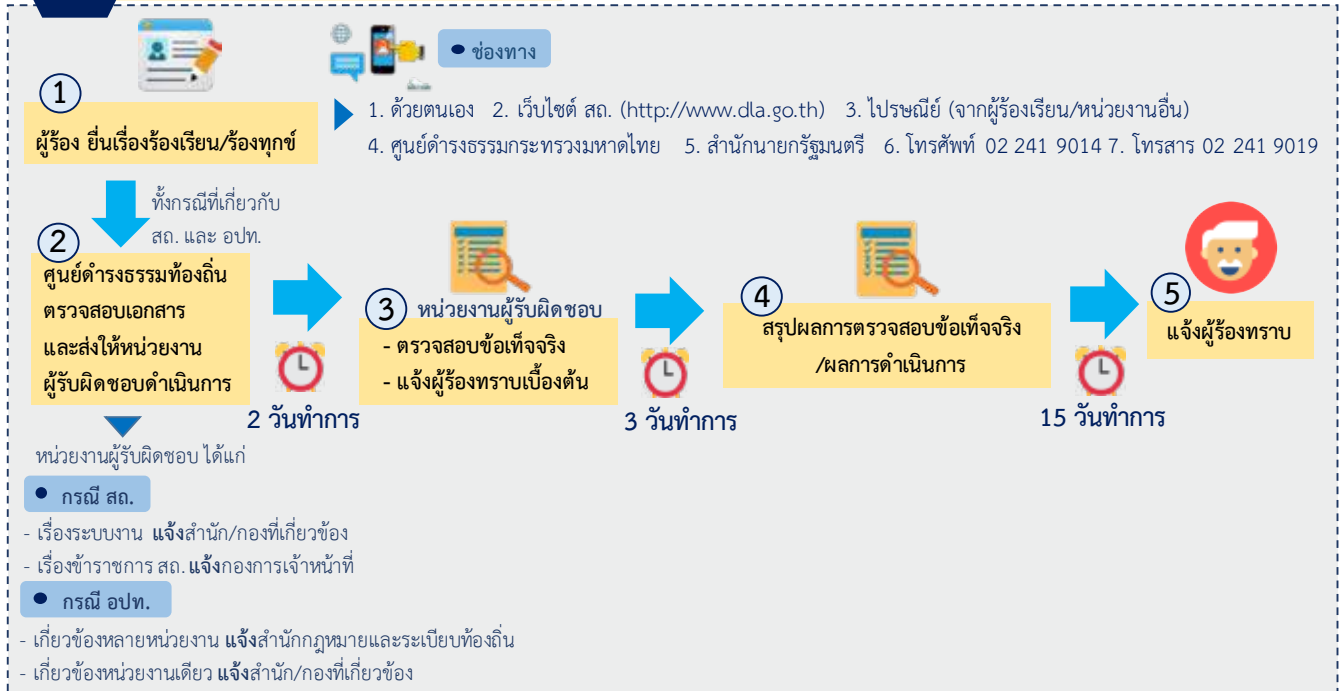 ช่องทาง
1
ผู้ร้อง ยื่นเรื่องร้องเรียน/ร้องทุกข์
1. ด้วยตนเอง 2. เว็บไซต์ สถ. (http://www.dla.go.th) 3. ไปรษณีย์ (จากผู้ร้องเรียน/หน่วยงานอื่น)
4. ศูนย์ดำรงธรรมกระทรวงมหาดไทย 5. สำนักนายกรัฐมนตรี 6. โทรศัพท์ 02 241 9014 7. โทรสาร 02 241 9019
ทั้งกรณีที่เกี่ยวกับ
สถ. และ อปท.
2
ศูนย์ดำรงธรรมท้องถิ่น
ตรวจสอบเอกสาร
และส่งให้หน่วยงาน
ผู้รับผิดชอบดำเนินการ
2 วันทำการ
3
หน่วยงานผู้รับผิดชอบ
- ตรวจสอบข้อเท็จจริง
- แจ้งผู้ร้องทราบเบื้องต้น
3 วันทำการ
4
สรุปผลการตรวจสอบข้อเท็จจริง
/ผลการดำเนินการ
15 วันทำการ
5
แจ้งผู้ร้องทราบ
หน่วยงานผู้รับผิดชอบ ได้แก่
กรณี สถ.
- เรื่องระบบงาน แจ้งสำนัก/กองที่เกี่ยวข้อง
- เรื่องข้าราชการ สถ. แจ้งกองการเจ้าหน้าที่
กรณี อปท.
- เกี่ยวข้องหลายหน่วยงาน แจ้งสำนักกฎหมายและระเบียบท้องถิ่น
- เกี่ยวข้องหน่วยงานเดียว แจ้งสำนัก/กองที่เกี่ยวข้อง